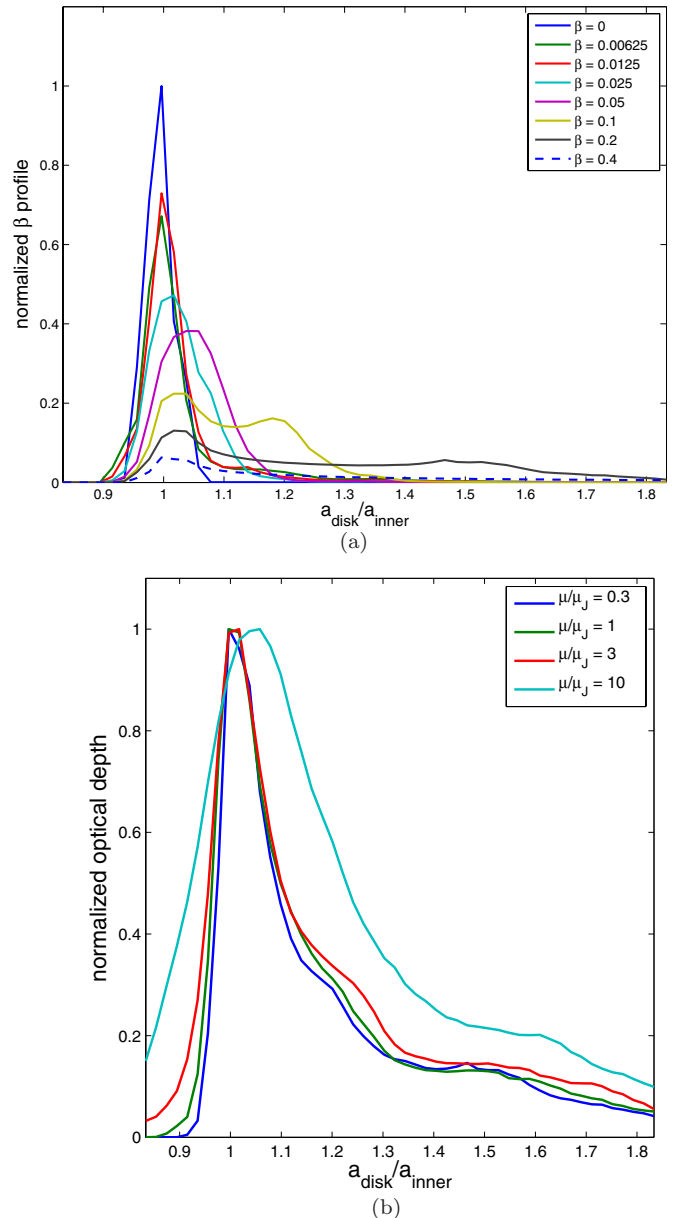 β = 0
β = 0.00625
β = 0.0125
β = 0.025
β = 0.05
β = 0.1
β = 0.2
β = 0.4
1
0.8
0.6
0.4
0.2
0
normalized β profile
0.9 1 1.1 1.2 1.3 1.4 1.5 1.6 1.7 1.8
a_disk/a_inner
(a)
μ/μ_J = 0.3
μ/μ_J = 1
μ/μ_J = 3
μ/μ_J = 10
1
0.8
0.6
0.4
0.2
0
normalized optical depth
0.9 1 1.1 1.2 1.3 1.4 1.5 1.6 1.7 1.8
a_disk/a_inner
(b)